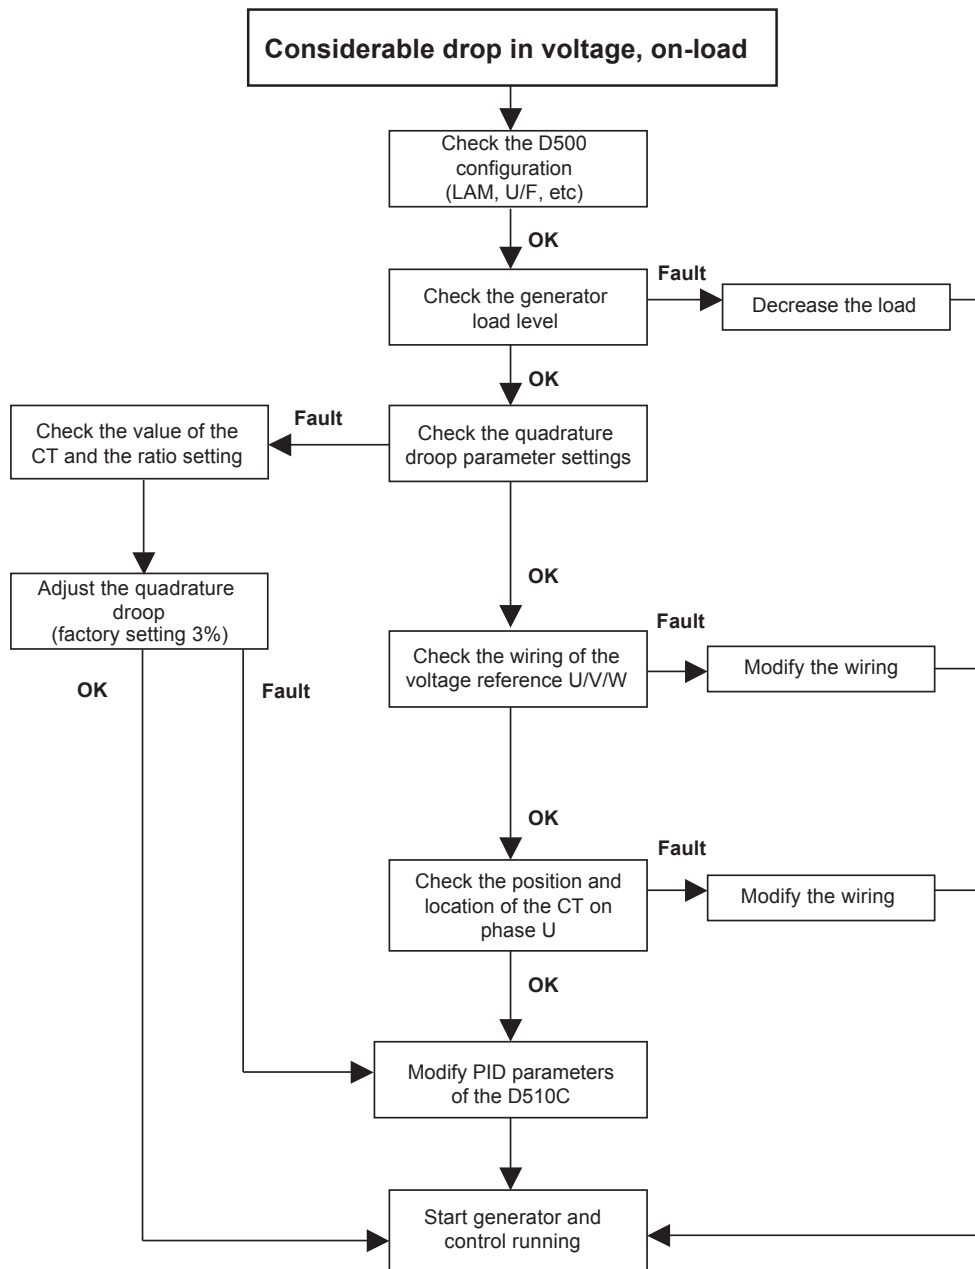 Considerable drop in voltage, on-load
Check the D500
configuration
(LAM, U/F, etc)
OK
Check the generator
load level
Fault
Decrease the load
OK
Check the quadrature
droop parameter settings
Fault
Check the value of the
CT and the ratio setting
Adjust the quadrature
droop
(factory setting 3%)
OK
Fault
OK
Check the wiring of the
voltage reference U/V/W
Fault
Modify the wiring
OK
Check the position and
location of the CT on
phase U
Fault
Modify the wiring
OK
Modify PID parameters
of the D510C
Start generator and
control running